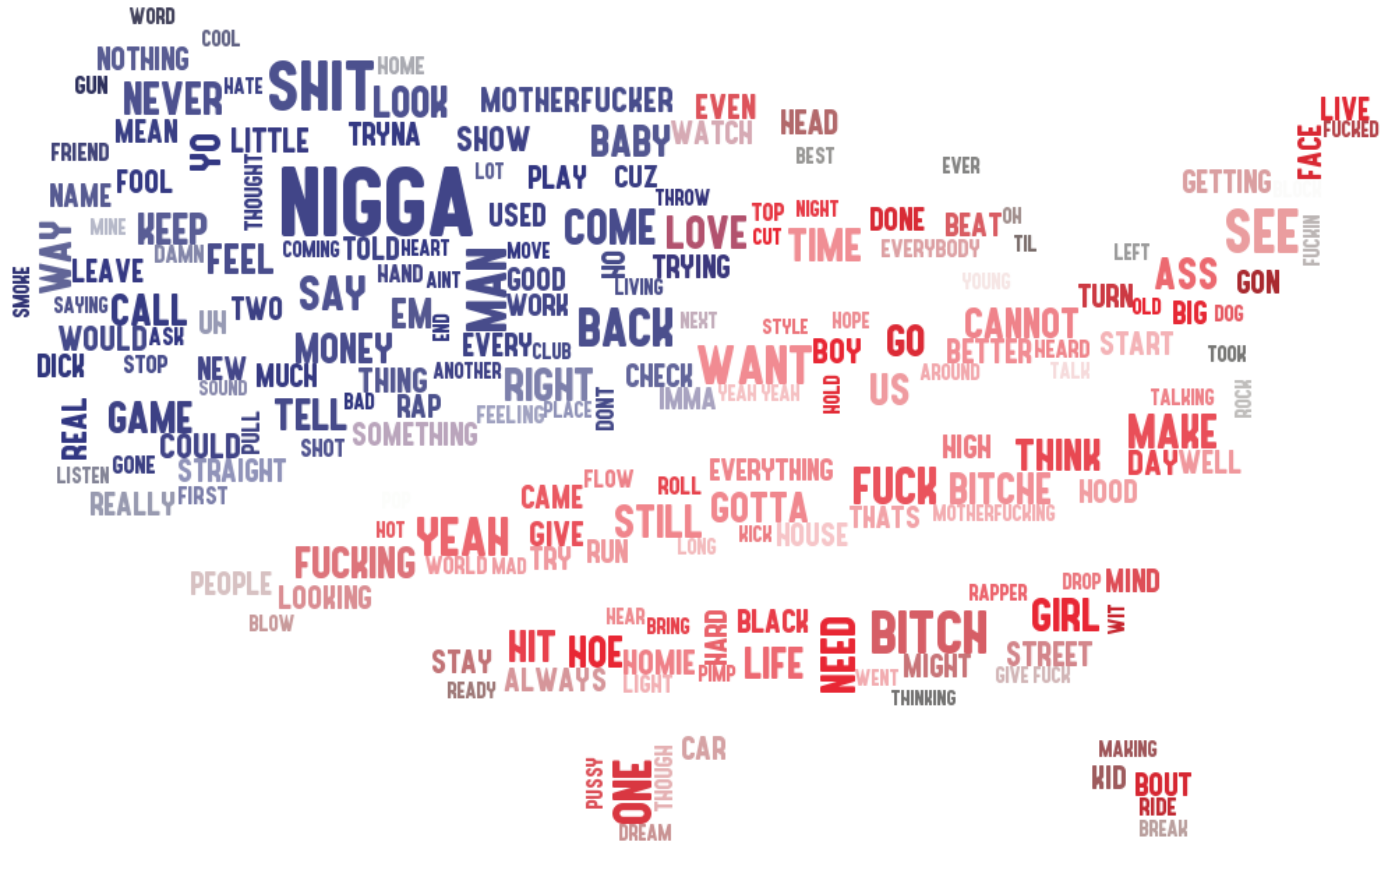 WORD
COOL
NOTHING
HOME
GUN
NEVER
HATE
SHIT
LOOK
MOTHERFUCKER
EVEN
LIVE
MEAN
YO
LITTLE
TRYNA
SHOW
BABY
WATCH
HEAD
FACE
FUCKED
FRIEND
BEST
EVER
FOOL
THOUGHT
NIGGA
LOT
PLAY
CUZ
GETTING
NAME
THROW
MINE
KEEP
USED
COME
LOVE
TOP
NIGHT
DONE
BEAT
OH
SEE
FUCKIN
WAY
DAMN
FEEL
COMING
TOLD
HEART
MAN
MOVE
CUT
TIME
EVERYBODY
TIL
LEFT
LEAVE
HAND
AINT
GOOD
HO
TRYING
ASS
GON
SMOKE
SAYING
CALL
UH
TWO
SAY
EM
END
WORK
LIVING
YOUNG
TURN
OLD
BIG
DOG
WOULD
ASK
MONEY
EVERY
CLUB
BACK
NEXT
STYLE
HOPE
GO
CANNOT
START
DICK
STOP
NEW
MUCH
THING
ANOTHER
RIGHT
CHECK
WANT
BOY
BETTER
HEARD
TOOK
SOUND
BAD
RAP
FEELING
PLACE
DONT
IMMA
YEAH YEAH
HOLD
US
AROUND
TALK
TALKING
ROCK
REAL
GAME
PULL
TELL
SOMETHING
MAKE
COULD
SHOT
HIGH
THINK
DAY
WELL
LISTEN
GONE
STRAIGHT
FLOW
ROLL
EVERYTHING
FUCK
BITCHE
HOOD
REALLY
FIRST
CAME
GOTTA
THATS
MOTHERFUCKING
HOT
YEAH
GIVE
STILL
KICK
HOUSE
FUCKING
WORLD
MAD
TRY
RUN
LONG
PEOPLE
LOOKING
RAPPER
DROP
MIND
BLOW
HEAR
BRING
HARD
BLACK
NEED
BITCH
GIRL
WIT
STAY
HIT
HOE
HOMIE
PIMP
LIFE
WENT
MIGHT
STREET
READY
ALWAYS
LIGHT
THINKING
GIVE FUCK
CAR
MAKING
PUSSY
ONE
THOUGH
KID
BOUT
RIDE
DREAM
BREAK